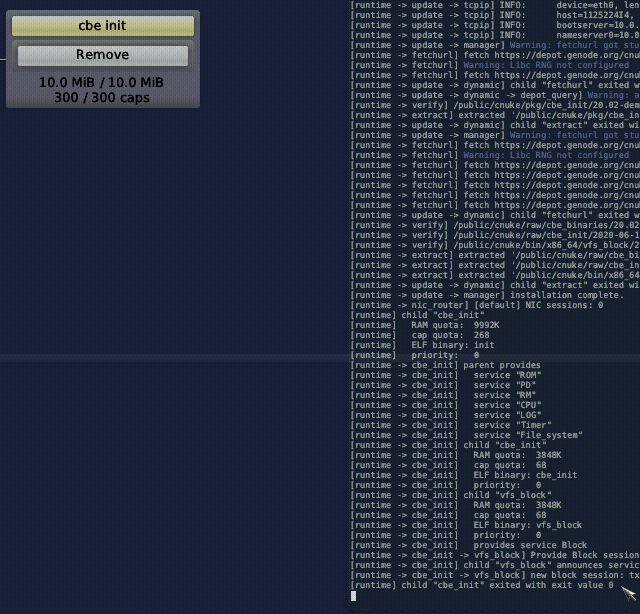 cbe init
Remove
10.0 MiB / 10.0 MiB
300 / 300 caps
[runtime -> update -> tcpip] INFO:      device=eth0, len
[runtime -> update -> tcpip] INFO:      host=1125224I4,
[runtime -> update -> tcpip] INFO:      bootserver=10.0.
[runtime -> update -> tcpip] INFO:      nameserver0=10.0
[runtime -> update -> manager] Warning: fetchurl got stu
[runtime -> fetchurl] fetch https://depot.genode.org/cnu
[runtime -> fetchurl] Warning: Libc RNG not configured
[runtime -> fetchurl] fetch https://depot.genode.org/cnu
[runtime -> update -> dynamic] child "fetchurl" exited w
[runtime -> update -> dynamic -> depot_query] Warning: a
[runtime -> verify] /public/cnuke/pkg/cbe_init/20.02-dem
[runtime -> extract] extracted '/public/cnuke/pkg/cbe_in
[runtime -> update -> dynamic] child "extract" exited wi
[runtime -> update -> manager] Warning: fetchurl got stu
[runtime -> fetchurl] fetch https://depot.genode.org/cnu
[runtime -> fetchurl] Warning: Libc RNG not configured
[runtime -> fetchurl] fetch https://depot.genode.org/cnu
[runtime -> fetchurl] fetch https://depot.genode.org/cnu
[runtime -> fetchurl] fetch https://depot.genode.org/cnu
[runtime -> fetchurl] fetch https://depot.genode.org/cnu
[runtime -> fetchurl] fetch https://depot.genode.org/cnu
[runtime -> update -> dynamic] child "fetchurl" exited w
[runtime -> verify] /public/cnuke/raw/cbe_binaries/20.02
[runtime -> verify] /public/cnuke/raw/cbe_init/2020-06-1
[runtime -> verify] /public/cnuke/bin/x86_64/vfs_block/2
[runtime -> extract] extracted '/public/cnuke/raw/cbe_bi
[runtime -> extract] extracted '/public/cnuke/raw/cbe_in
[runtime -> extract] extracted '/public/cnuke/bin/x86_64
[runtime -> update -> dynamic] child "extract" exited wi
[runtime -> update -> manager] installation complete.
[runtime -> nic_router] [default] NIC sessions: 0
[runtime] child "cbe_init"
[runtime]   RAM quota:  9992K
[runtime]   cap quota:  268
[runtime]   ELF binary: init
[runtime]   priority:   0
[runtime -> cbe_init] parent provides
[runtime -> cbe_init]   service "ROM"
[runtime -> cbe_init]   service "PD"
[runtime -> cbe_init]   service "RM"
[runtime -> cbe_init]   service "CPU"
[runtime -> cbe_init]   service "LOG"
[runtime -> cbe_init]   service "Timer"
[runtime -> cbe_init]   service "File_system"
[runtime -> cbe_init] child "cbe_init"
[runtime -> cbe_init]   RAM quota:  3848K
[runtime -> cbe_init]   cap quota:  68
[runtime -> cbe_init]   ELF binary: cbe_init
[runtime -> cbe_init]   priority:   0
[runtime -> cbe_init] child "vfs_block"
[runtime -> cbe_init]   RAM quota:  3848K
[runtime -> cbe_init]   cap quota:  68
[runtime -> cbe_init]   ELF binary: vfs_block
[runtime -> cbe_init]   priority:   0
[runtime -> cbe_init]   provides service Block
[runtime -> cbe_init -> vfs_block] Provide Block session
[runtime -> cbe_init] child "vfs_block" announces servic
[runtime -> cbe_init -> vfs_block] new block session: tx
[runtime] child "cbe_init" exited with exit value 0